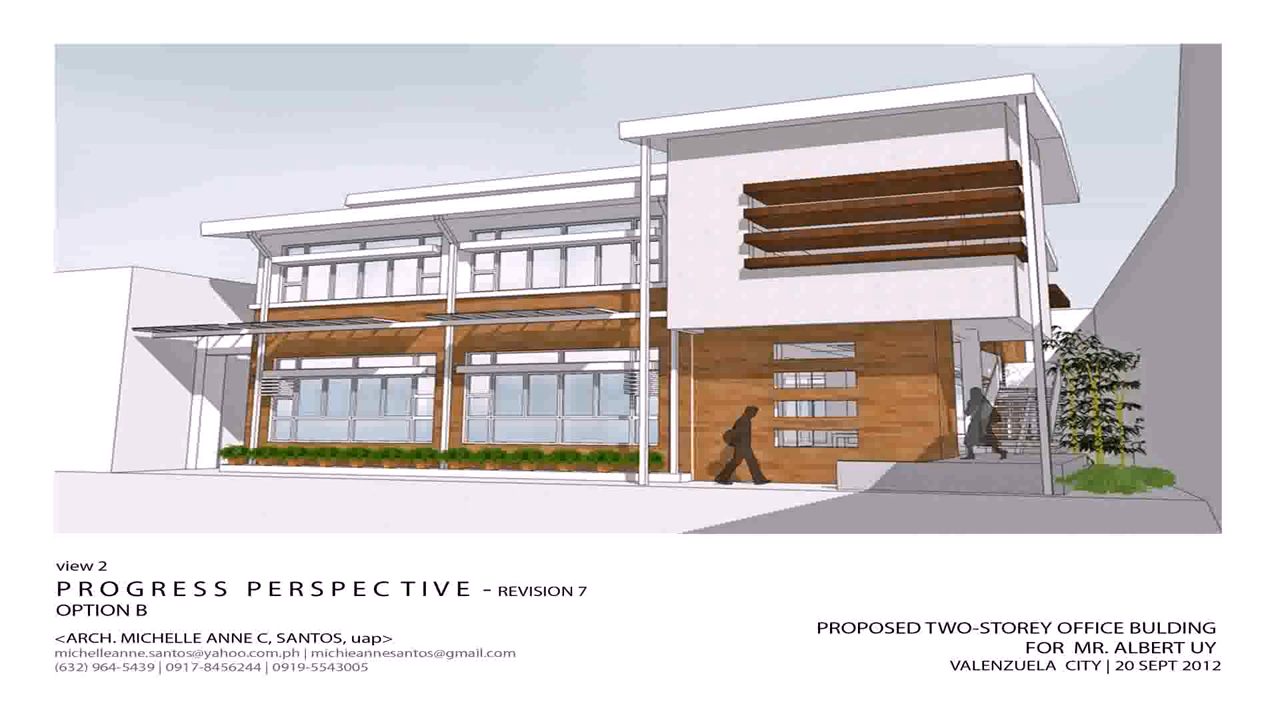 view 2
PROGRESS PERSPECTIVE - REVISION 7
OPTION B
<ARCH. MICHELLE ANNE C, SANTOS, uap>
michelleanne.santos@yahoo.com.ph | michieannesantos@gmail.com
(632) 964-5439 | 0917-8456244 | 0919-5543005
PROPOSED TWO-STOREY OFFICE BULDING
FOR MR. ALBERT UY
VALENZUELA CITY | 20 SEPT 2012